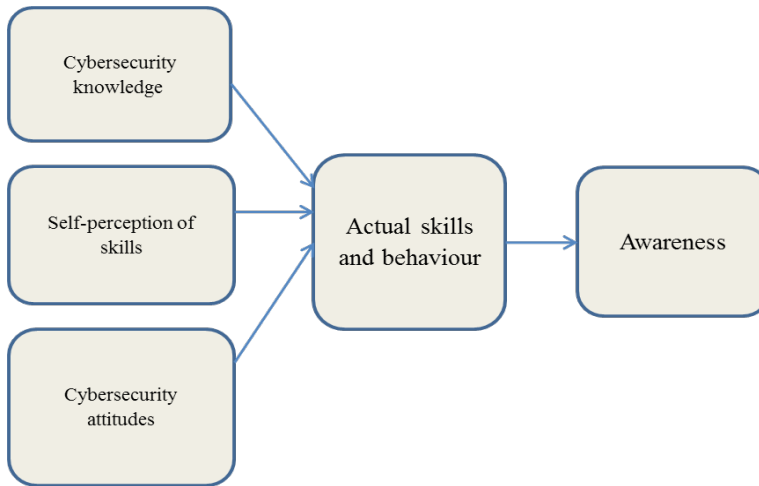 Cybersecurity
knowledge
Self-perception of
skills
Cybersecurity
attitudes
Actual skills
and behaviour
Awareness